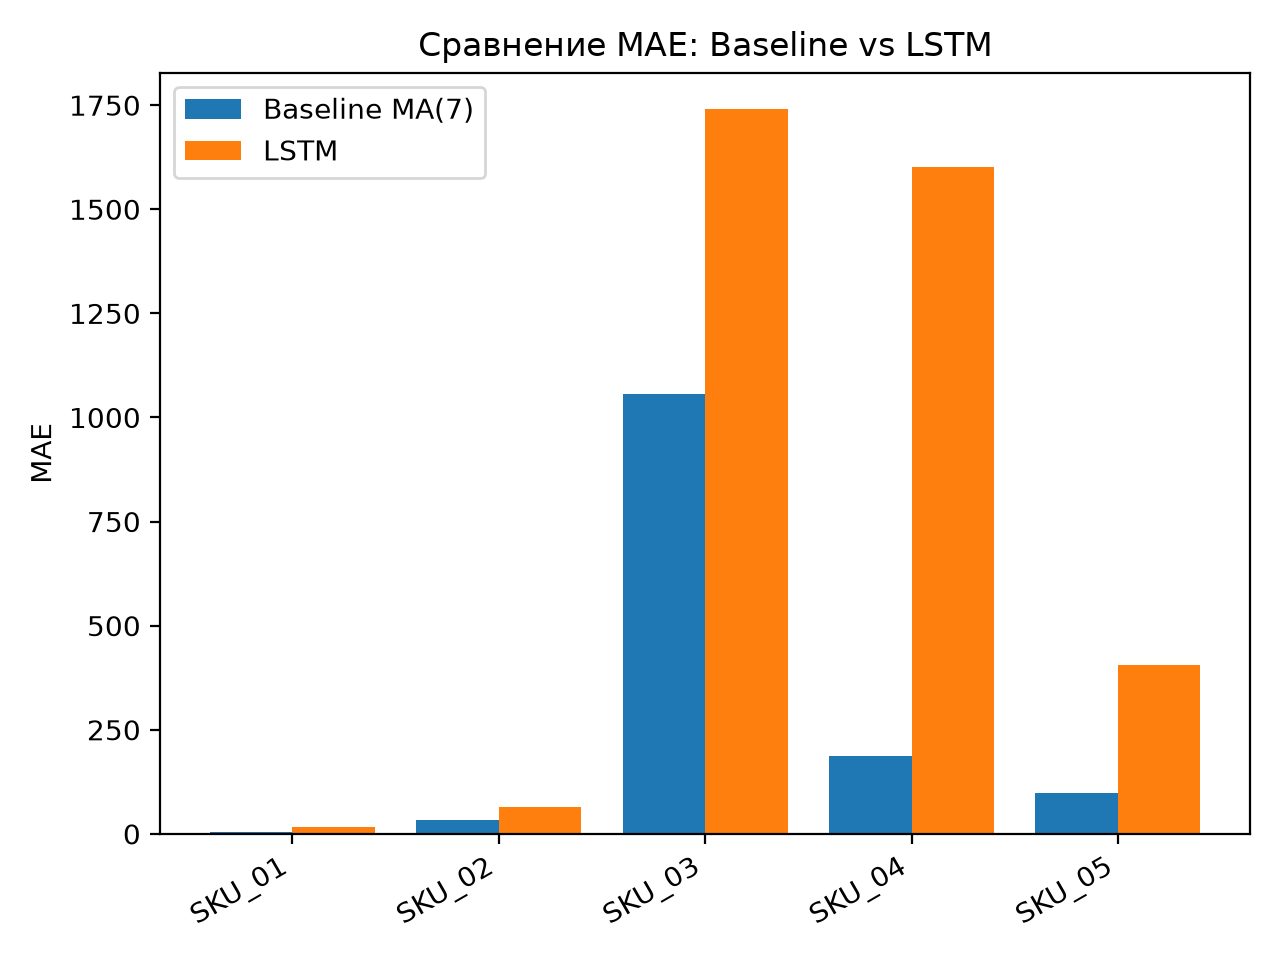 Сравнение MAE: Baseline vs LSTM
Baseline MA(7)
LSTM
1750
1500
1250
1000
750
500
250
0
MAE
SKU_01
SKU_02
SKU_03
SKU_04
SKU_05